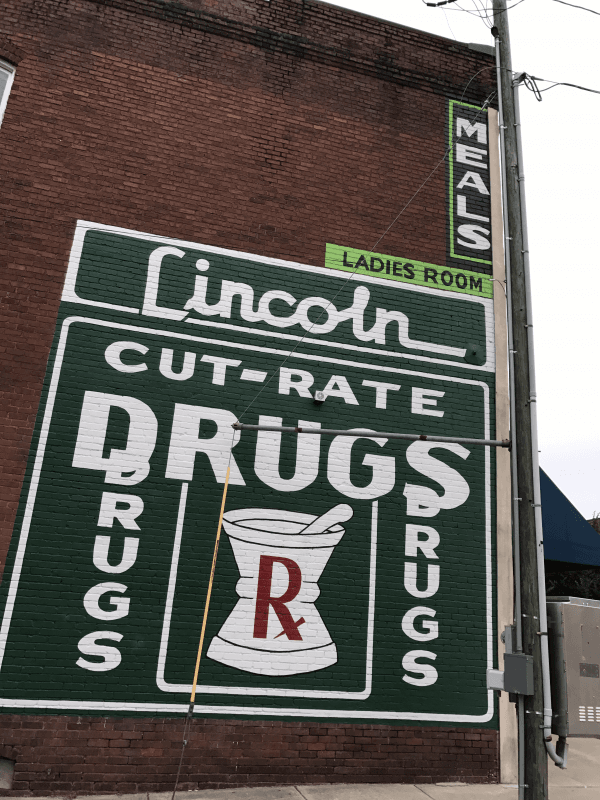 MEALS
LADIES ROOM
Lincoln
CUT-RATE
DRUGS
DRUGS
Rx
DRUGS